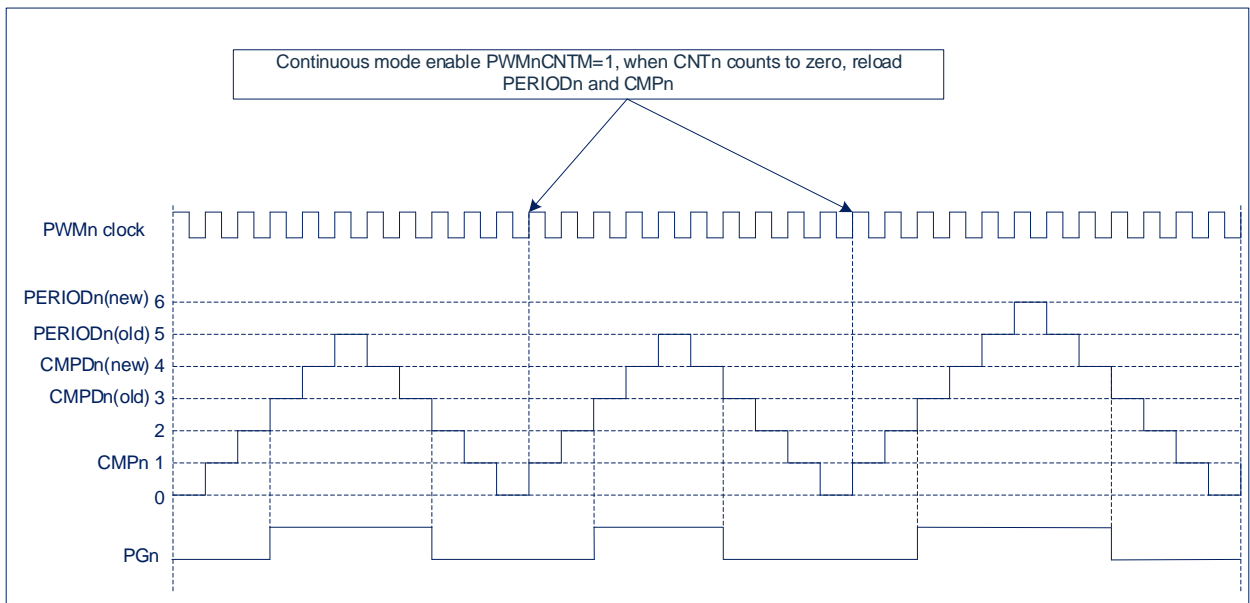 Continuous mode enable PWMnCNTM=1, when CNTn counts to zero, reload
PERIODn and CMPn
PWMn clock
PERIODn(new) 6
PERIODn(old) 5
CMPDn(new) 4
CMPDn(old) 3
2
CMPn 1
0
PGn